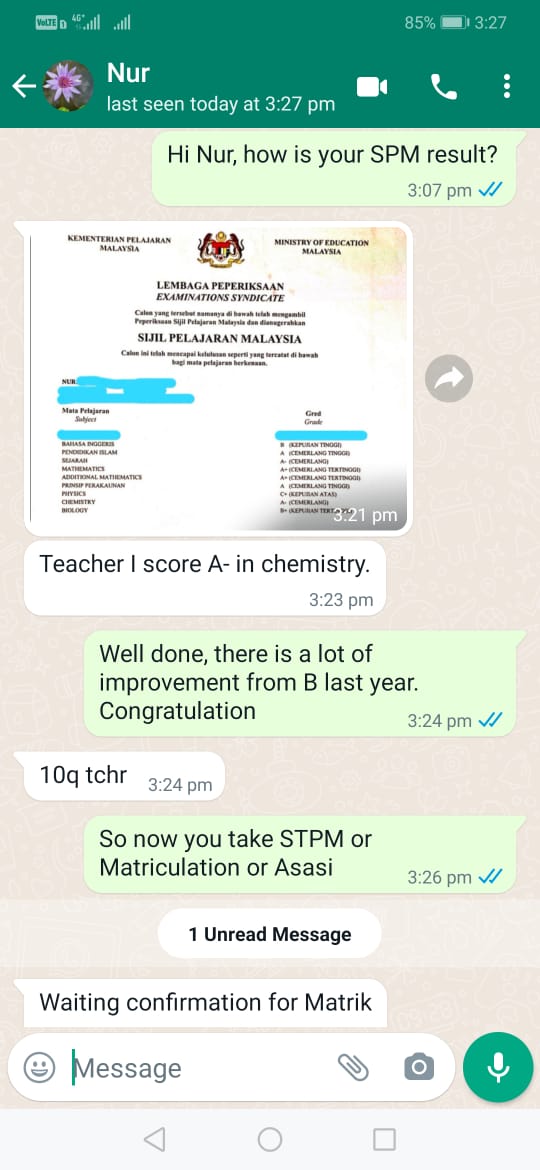 VoLTE D 4G+ 85% 3:27
Nur
last seen today at 3:27 pm
Hi Nur, how is your SPM result?
3:07 pm
KEMENTERIAN PELAJARAN MINISTRY OF EDUCATION
MALAYSIA MALAYSIA
LEMBAGA PEPERIKSAAN
EXAMINATIONS SYNDICATE
Calon yang tersebut namanya di bawah telah mengambil
Peperiksaan Sijil Pelajaran Malaysia dan dianugerahkan
SIJIL PELAJARAN MALAYSIA
Calon ini telah mencapai kelulusan seperti yang tercatat di bawah
bagi mata pelajaran berkenaan.
NUR
Mata Pelajaran Gred
Subject Grade
BAHASA INGGERIS B (KEPUJIAN TINGGI)
PENDIDIKAN ISLAM A (CEMERLANG TINGGI)
SEJARAH A- (CEMERLANG)
MATHEMATICS A+ (CEMERLANG TERTINGGI)
ADDITIONAL MATHEMATICS A+ (CEMERLANG TERTINGGI)
PRINSIP PERAKAUNAN A (CEMERLANG TINGGI)
PHYSICS C+ (KEPUJIAN ATAS)
CHEMISTRY A- (CEMERLANG)
BIOLOGY B+ (KEPUJIAN
3:21 pm
Teacher I score A- in chemistry.
3:23 pm
Well done, there is a lot of
improvement from B last year.
Congratulation
3:24 pm
10q tchr
3:24 pm
So now you take STPM or
Matriculation or Asasi
3:26 pm
1 Unread Message
Waiting confirmation for Matrik
Message